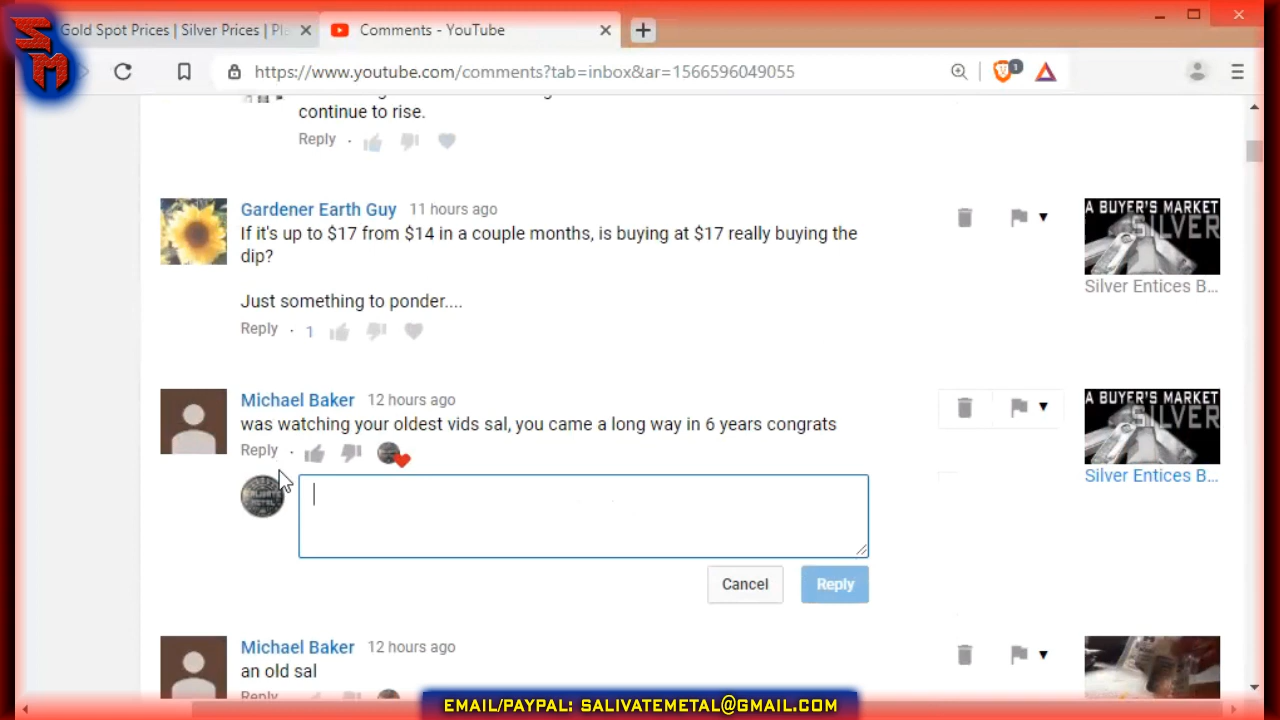 SM
Gold Spot Prices | Silver Prices | Pl
Comments - YouTube
https://www.youtube.com/comments?tab=inbox&ar=1566596049055
1
continue to rise.
Reply ·
Gardener Earth Guy 11 hours ago
If it's up to $17 from $14 in a couple months, is buying at $17 really buying the
dip?
Just something to ponder....
Reply · 1
A BUYER'S MARKET
SILVER
Silver Entices B...
Michael Baker 12 hours ago
was watching your oldest vids sal, you came a long way in 6 years congrats
Reply ·
A BUYER'S MARKET
SILVER
Silver Entices B...
SALIVATE
METAL
Cancel
Reply
Michael Baker 12 hours ago
an old sal
Reply
EMAIL/PAYPAL: SALIVATEMETAL@GMAIL.COM